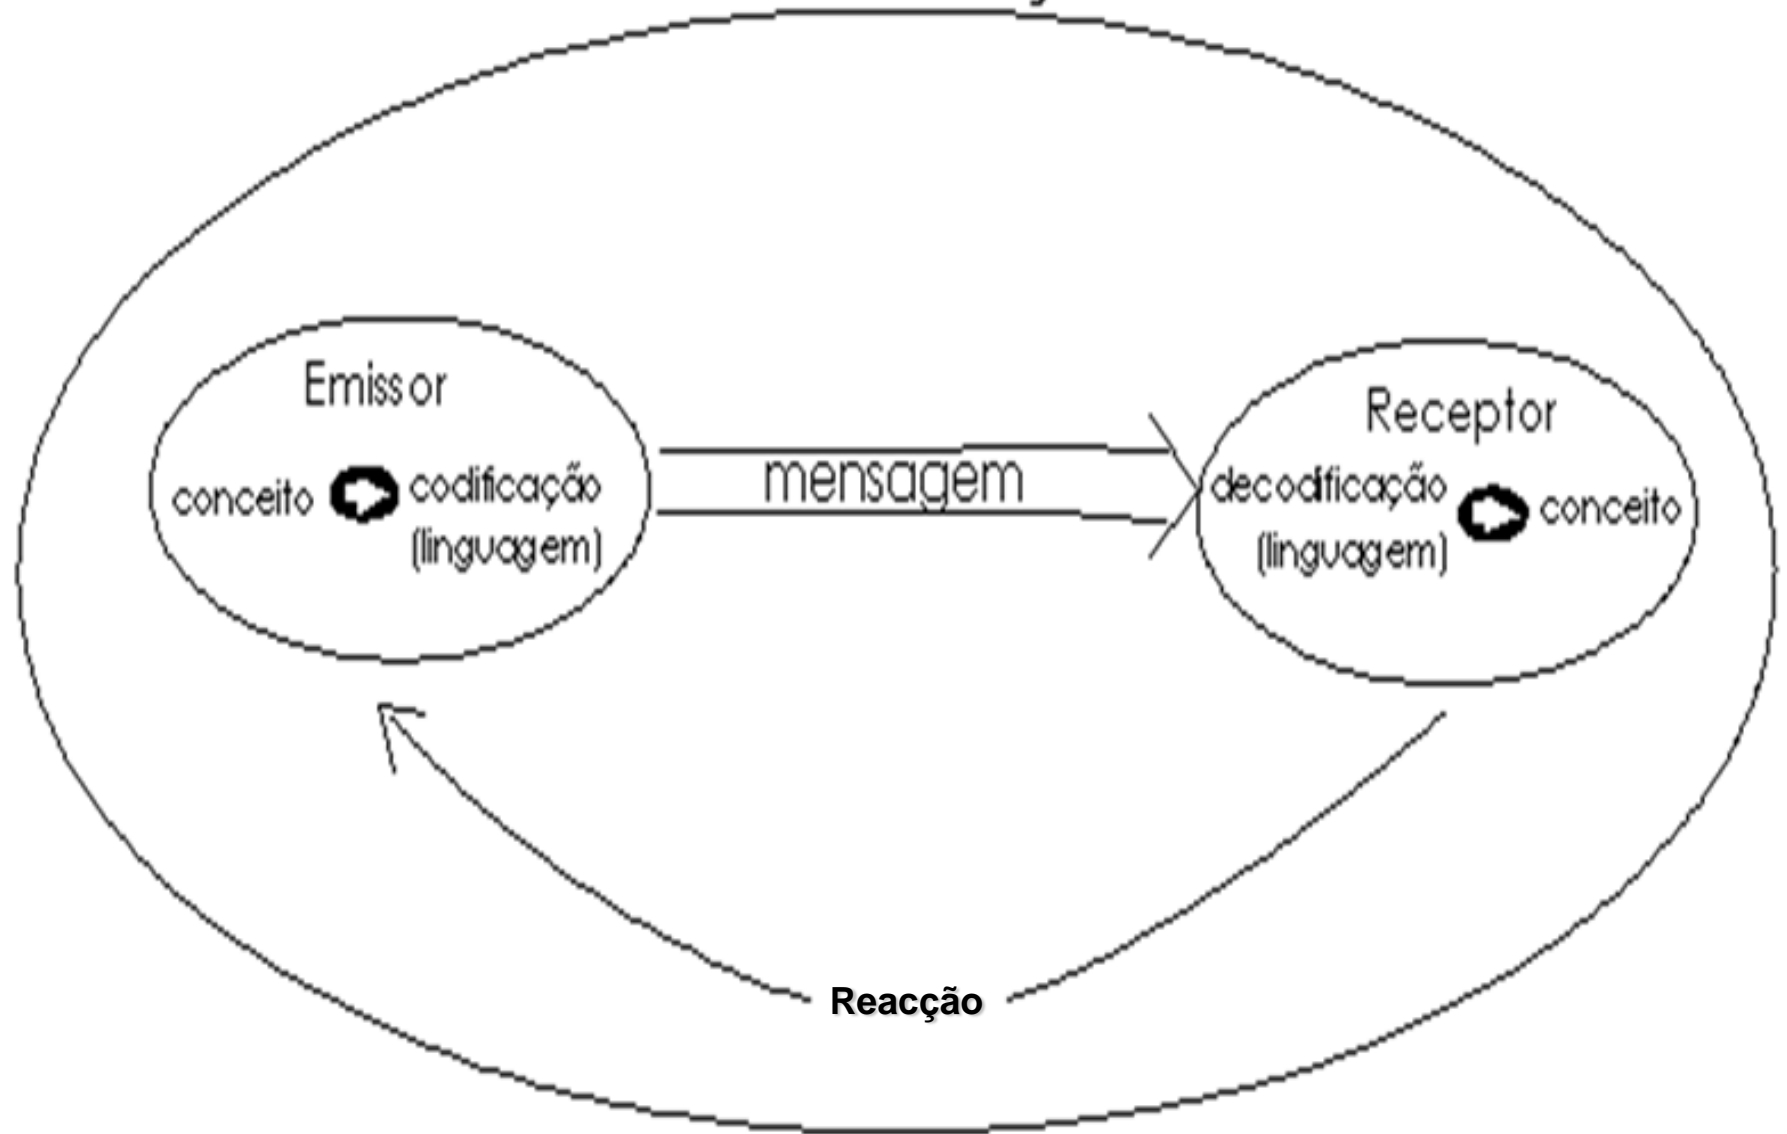 Emissor
conceito
codificação
(linguagem)
mensagem
Receptor
decodificação
(linguagem)
conceito
Reacção